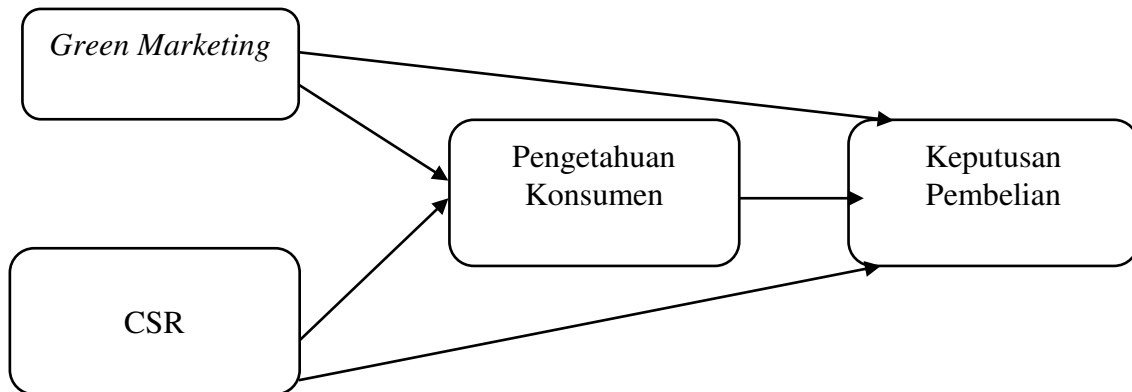 Green Marketing
Pengetahuan
Konsumen
Keputusan
Pembelian
CSR